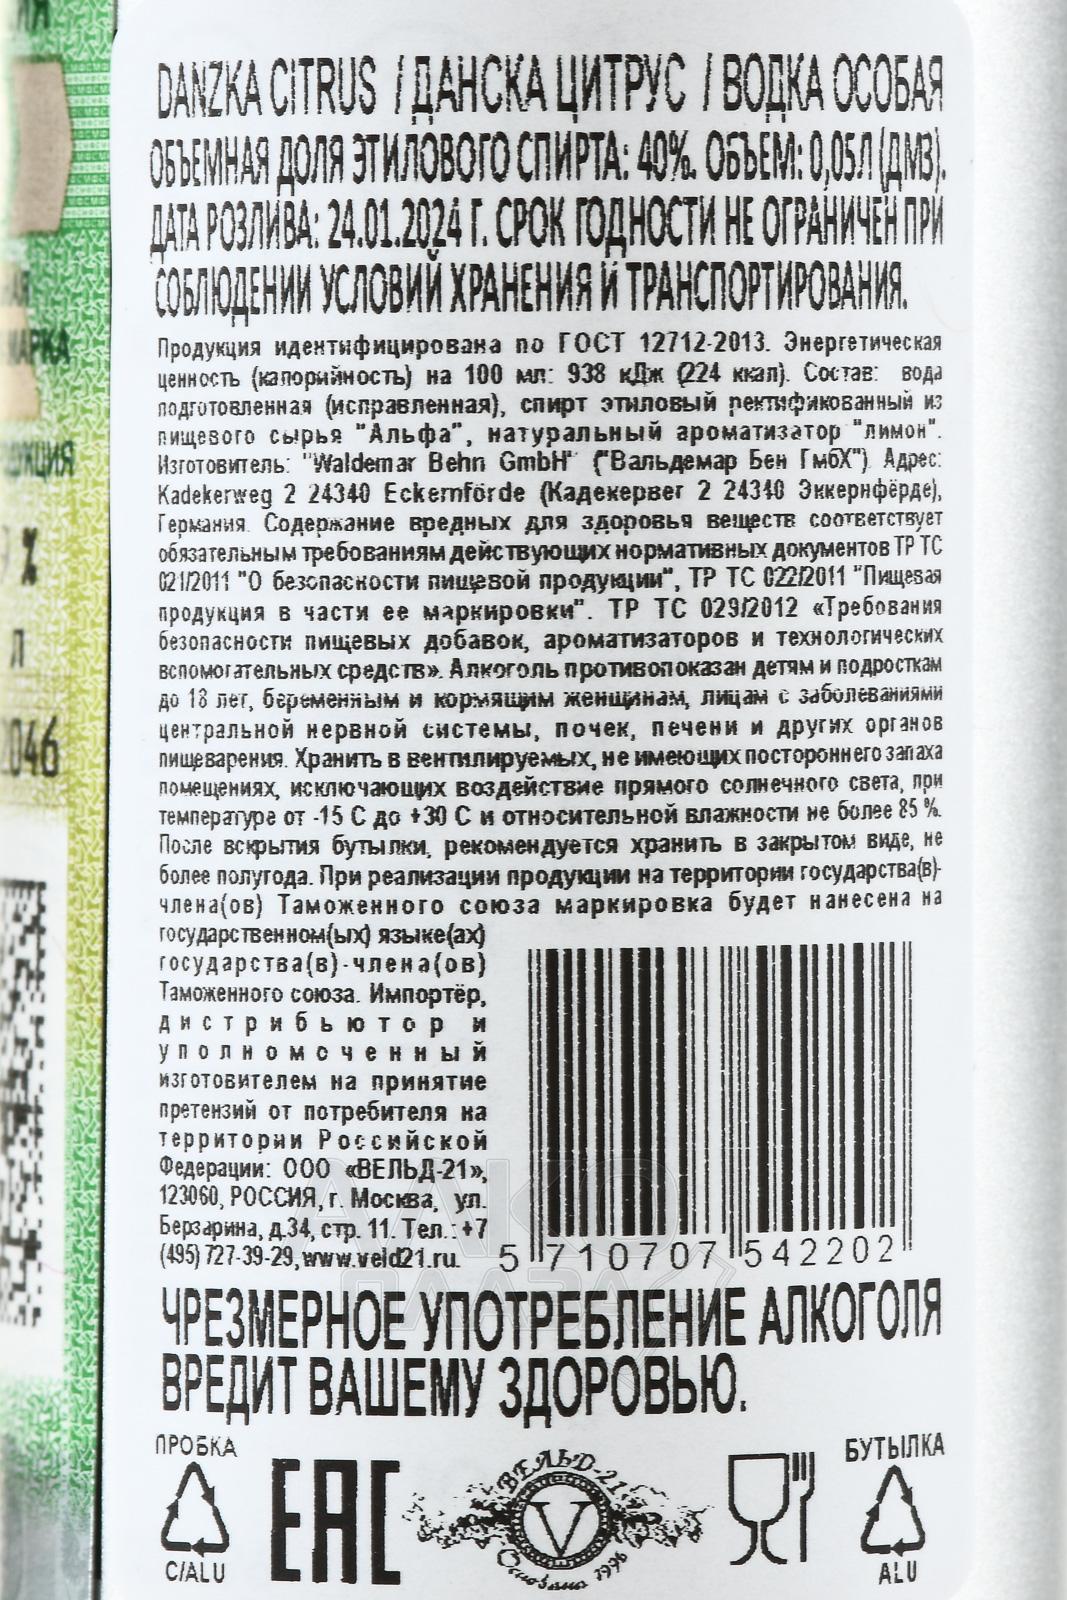 DANZKA CITRUS / ДАНСКА ЦИТРУС / ВОДКА ОСОБАЯ
ОБЪЕМНАЯ ДОЛЯ ЭТИЛОВОГО СПИРТА: 40%. ОБЪЕМ: 0,05Л (ДМ3).
ДАТА РОЗЛИВА: 24.01.2024 Г. СРОК ГОДНОСТИ НЕ ОГРАНИЧЕН ПРИ
СОБЛЮДЕНИИ УСЛОВИЙ ХРАНЕНИЯ И ТРАНСПОРТИРОВАНИЯ.
Продукция идентифицирована по ГОСТ 12712-2013. Энергетическая
ценность (калорийность) на 100 мл: 938 кДж (224 ккал). Состав: вода
подготовленная (исправленная), спирт этиловый ректификованный из
пищевого сырья "Альфа", натуральный ароматизатор "лимон".
Изготовитель: "Waldemar Behn GmbH" ("Вальдемар Бен ГмбХ") Адрес:
Kadekerweg 2 24340 Eckernförde (Кадекервег 2 24340 Эккернфёрде),
Германия. Содержание вредных для здоровья веществ соответствует
обязательным требованиям действующих нормативных документов ТР ТС
021/2011 "О безопасности пищевой продукции", ТР ТС 022/2011 "Пищевая
продукция в части ее маркировки". ТР ТС 029/2012 «Требования
безопасности пищевых добавок, ароматизаторов и технологических
вспомогательных средств». Алкоголь противопоказан детям и подросткам
до 18 лет, беременным и кормящим женщинам, лицам с заболеваниями
центральной нервной системы, почек, печени и других органов
пищеварения. Хранить в вентилируемых, не имеющих постороннего запаха
помещениях, исключающих воздействие прямого солнечного света, при
температуре от -15 С до +30 С и относительной влажности не более 85 %.
После вскрытия бутылки, рекомендуется хранить в закрытом виде, не
более полугода. При реализации продукции на территории государства(в)-
члена(ов) Таможенного союза маркировка будет нанесена на
государственном(ых) языке(ах)
государства(в)-члена(ов)
Таможенного союза. Импортёр,
дистрибьютор и
уполномоченный
изготовителем на принятие
претензий от потребителя на
территории Российской
Федерации: ООО «ВЕЛЬД-21»,
123060, РОССИЯ, г. Москва, ул.
Берзарина, д.34, стр. 11. Тел.: +7
(495) 727-39-29, www.veld21.ru.
5 710707 542202
ЧРЕЗМЕРНОЕ УПОТРЕБЛЕНИЕ АЛКОГОЛЯ
ВРЕДИТ ВАШЕМУ ЗДОРОВЬЮ.
ПРОБКА
C/ALU
EAC
ВЕЛЬД-21
V
Основана 1996
БУТЫЛКА
ALU
МАРКА
%
Л
2046
АЛКО
ПЛАЗА